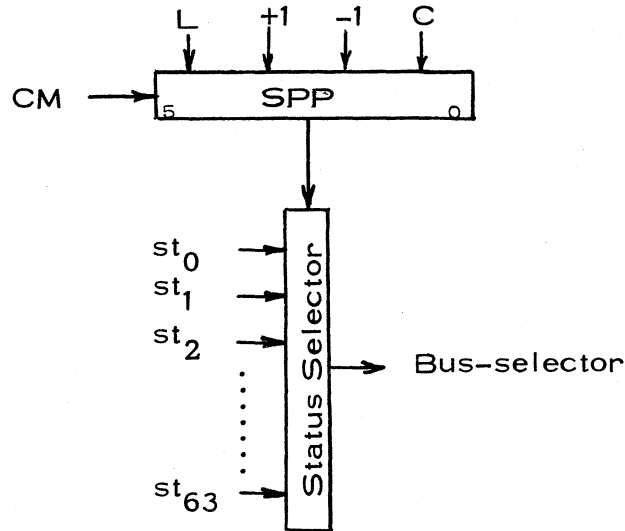 L +1 -1 C
CM
SPP
5 0
st0
st1
st2
st63
Status Selector
Bus-selector